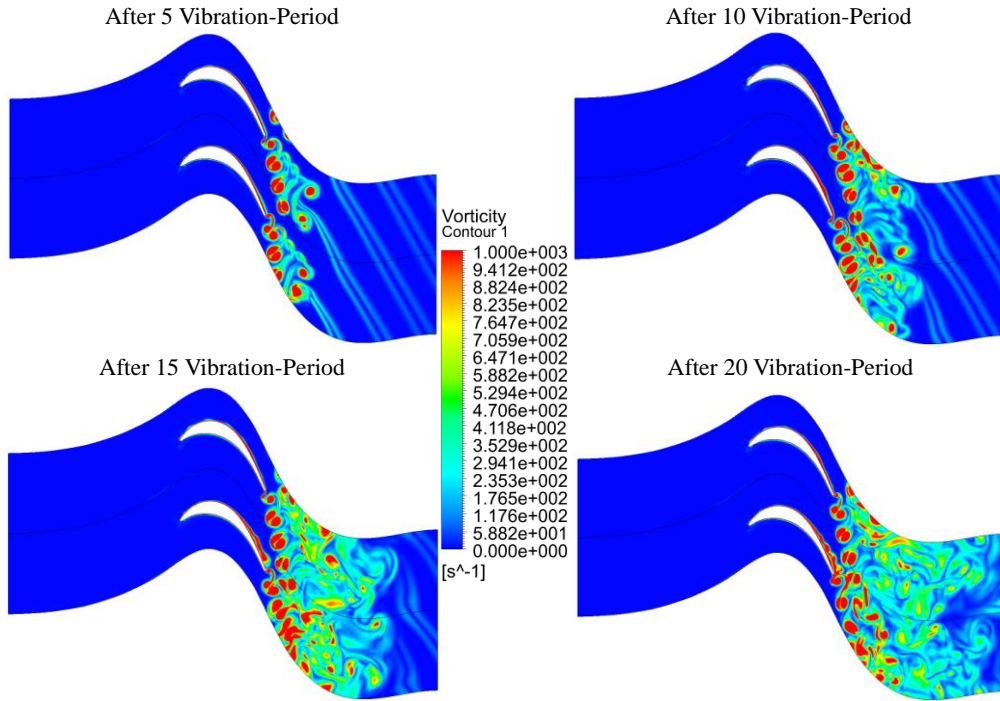 After 5 Vibration-Period
After 10 Vibration-Period
Vorticity
Contour 1
1.000e+003
9.412e+002
8.824e+002
8.235e+002
7.647e+002
7.059e+002
6.471e+002
5.882e+002
5.294e+002
4.706e+002
4.118e+002
3.529e+002
2.941e+002
2.353e+002
1.765e+002
1.176e+002
5.882e+001
0.000e+000
[s^-1]
After 15 Vibration-Period
After 20 Vibration-Period